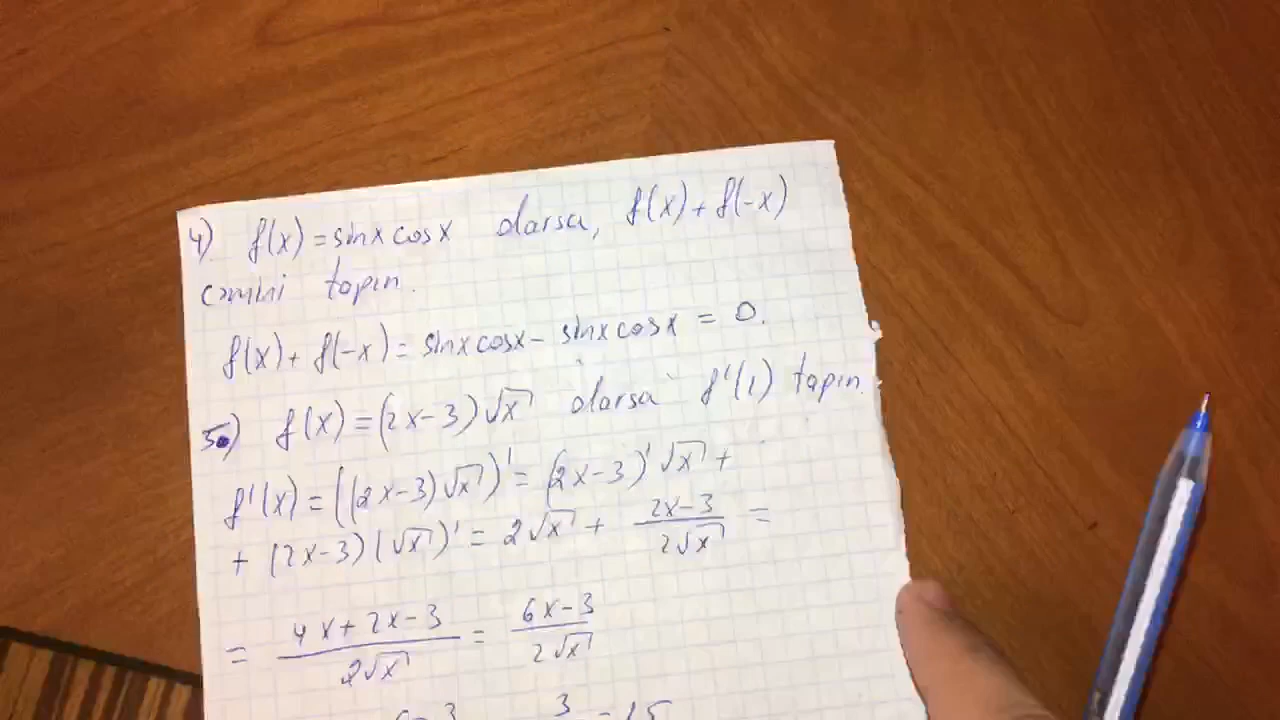 4) f(x) = sinx cosx olarsa, f(x) + f(-x)
cəmini tapın.
f(x) + f(-x) = sinx cosx - sinx cosx = 0.
5) f(x) = (2x-3)√x olarsa f'(1) tapın.
f'(x) = ((2x-3)√x)' = (2x-3)'√x +
+ (2x-3)(√x)' = 2√x + (2x-3)/(2√x) =
= (4x+2x-3)/(2√x) = (6x-3)/(2√x)